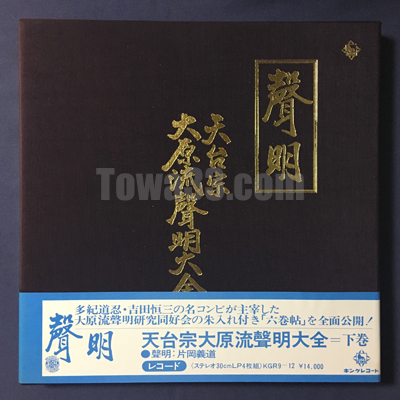 聲明
天台宗
大原流聲明大全
Towa33.com
多紀道忍・吉田恒三の名コンビが主宰した
大原流聲明研究同好会の朱入れ付き「六巻帖」を全面公開！
聲明
天台宗大原流聲明大全＝下巻
●聲明：片岡義道
レコード (ステレオ30cmLP4枚組) KGR9-12 ¥14,000
キングレコード